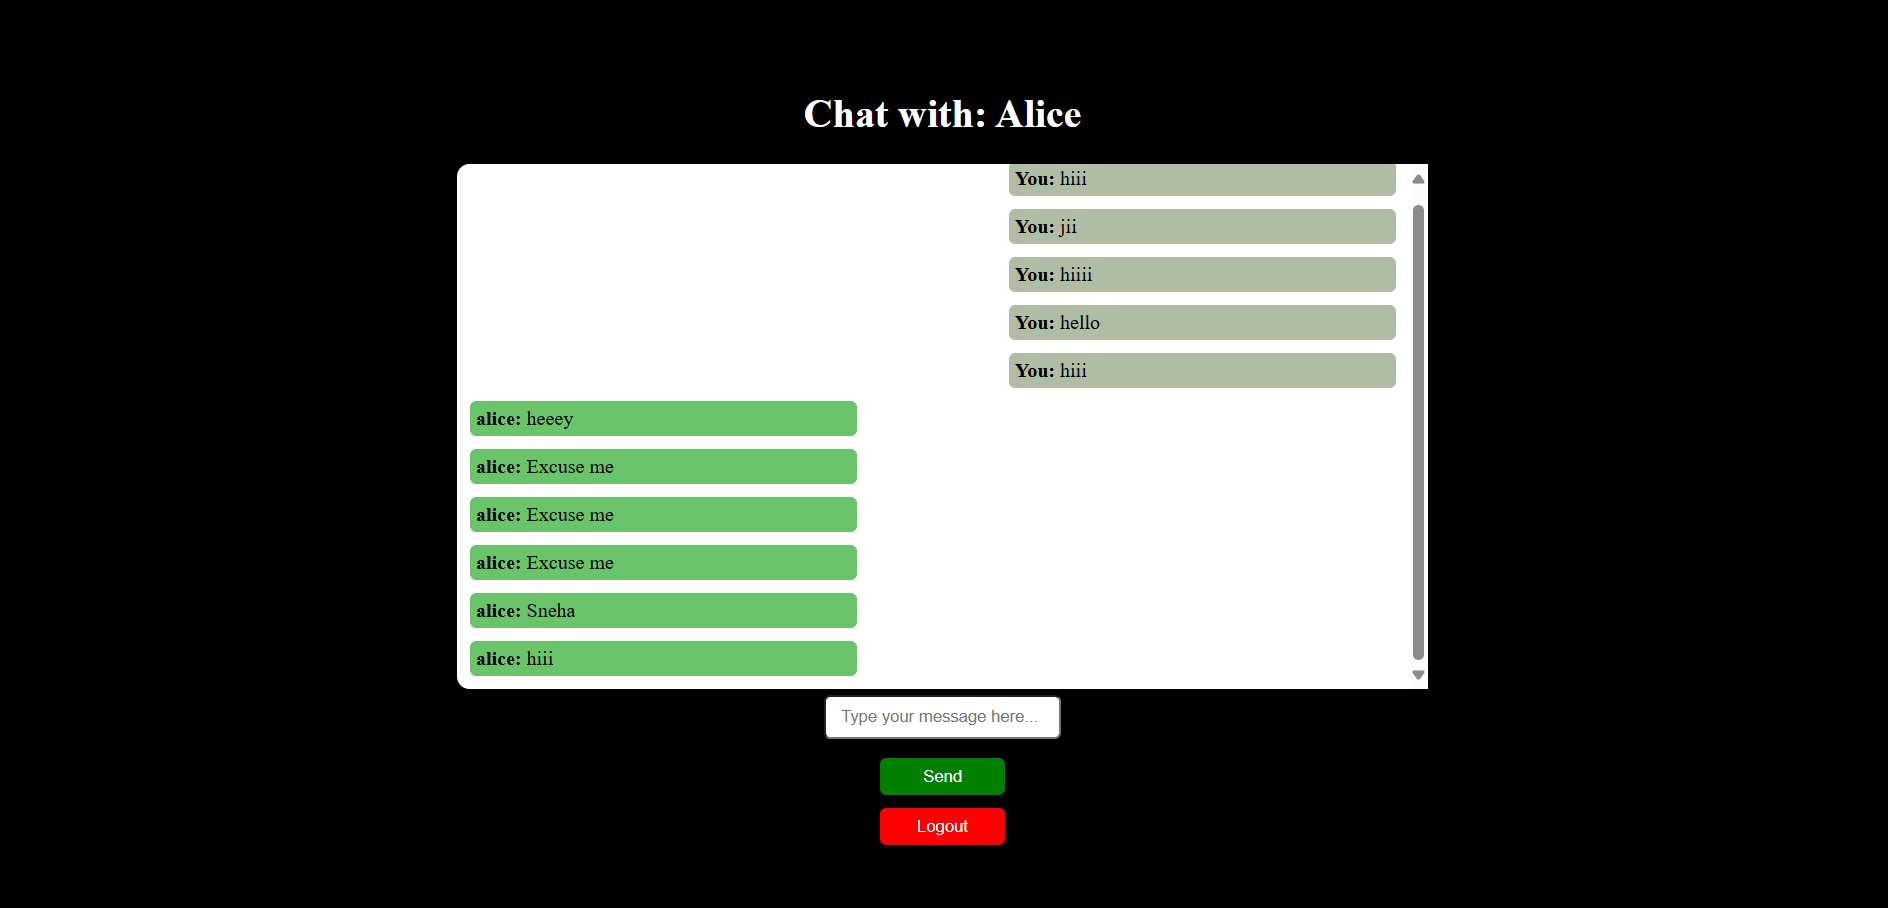 Chat with: Alice
You: hiii
You: jii
You: hiiii
You: hello
You: hiii
alice: heeey
alice: Excuse me
alice: Excuse me
alice: Excuse me
alice: Sneha
alice: hiii
Type your message here...
Send
Logout